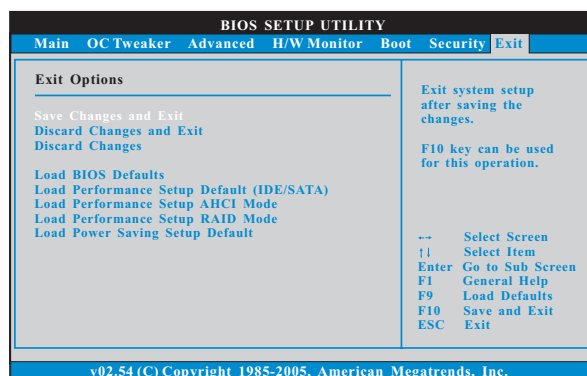 BIOS SETUP UTILITY
Main OC Tweaker Advanced H/W Monitor Boot Security Exit
Exit Options
Save Changes and Exit
Discard Changes and Exit
Discard Changes
Load BIOS Defaults
Load Performance Setup Default (IDE/SATA)
Load Performance Setup AHCI Mode
Load Performance Setup RAID Mode
Load Power Saving Setup Default
Exit system setup
after saving the
changes.
F10 key can be used
for this operation.
←→ Select Screen
↑↓ Select Item
Enter Go to Sub Screen
F1 General Help
F9 Load Defaults
F10 Save and Exit
ESC Exit
v02.54 (C) Copyright 1985-2005, American Megatrends, Inc.